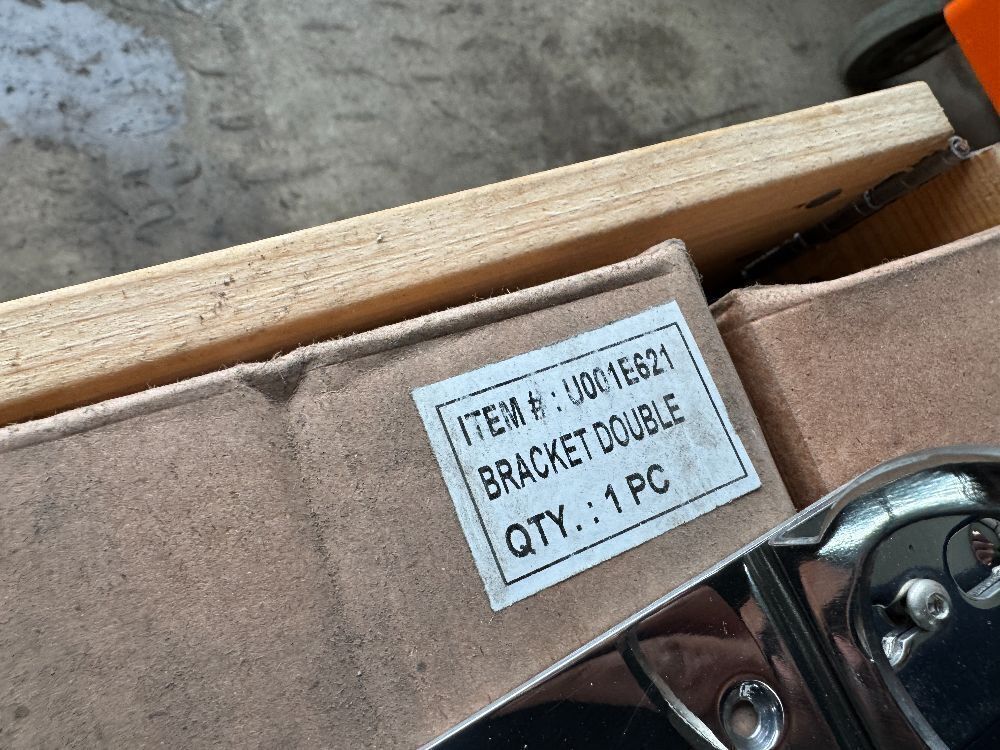 ITEM # : U001E621
BRACKET DOUBLE
QTY. : 1 PC